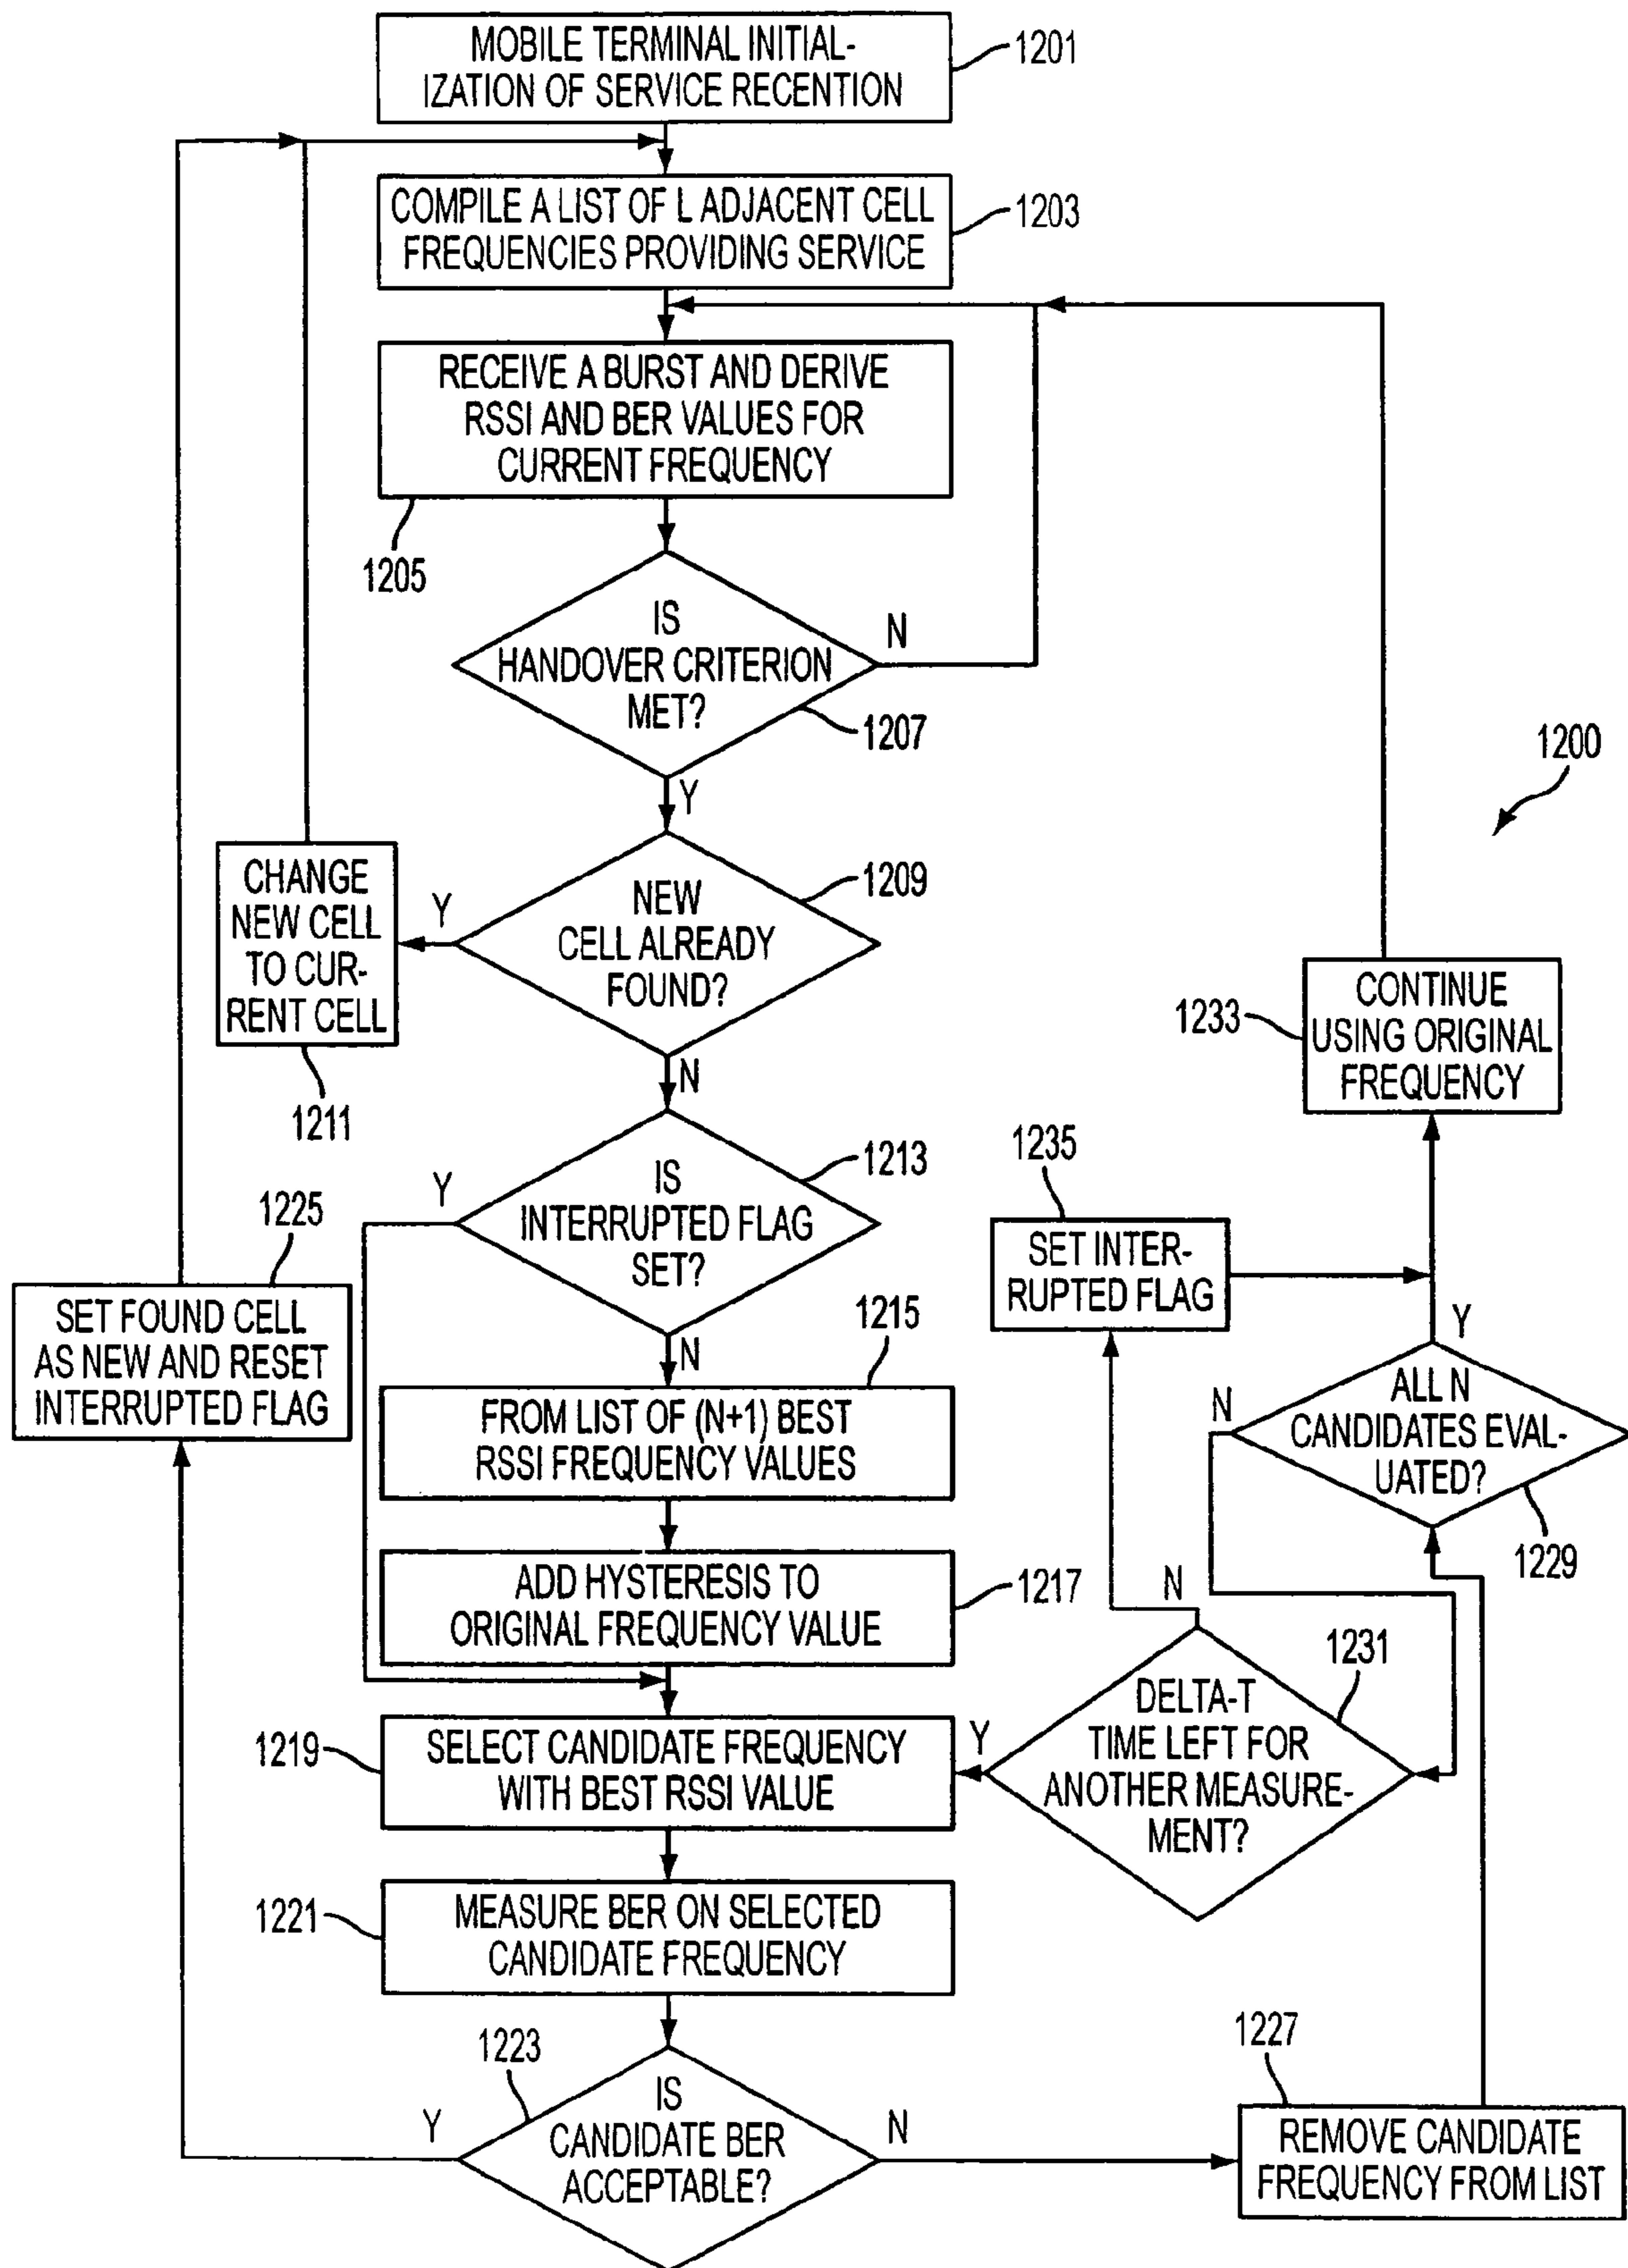 MOBILE TERMINAL INITIAL-
IZATION OF SERVICE RECENTION
1201
COMPILE A LIST OF L ADJACENT CELL
FREQUENCIES PROVIDING SERVICE
1203
RECEIVE A BURST AND DERIVE
RSSI AND BER VALUES FOR
CURRENT FREQUENCY
1205
IS
HANDOVER CRITERION
MET?
N
1207
Y
1200
NEW
CELL ALREADY
FOUND?
1209
Y
CHANGE
NEW CELL
TO CUR-
RENT CELL
1211
N
CONTINUE
USING ORIGINAL
FREQUENCY
1233
IS
INTERRUPTED FLAG
SET?
1213
Y
N
1235
SET INTER-
RUPTED FLAG
1225
SET FOUND CELL
AS NEW AND RESET
INTERRUPTED FLAG
1215
FROM LIST OF (N+1) BEST
RSSI FREQUENCY VALUES
Y
N
ALL N
CANDIDATES EVAL-
UATED?
1229
ADD HYSTERESIS TO
ORIGINAL FREQUENCY VALUE
1217
N
1231
DELTA-T
TIME LEFT FOR
ANOTHER MEASURE-
MENT?
Y
1219
SELECT CANDIDATE FREQUENCY
WITH BEST RSSI VALUE
1221
MEASURE BER ON SELECTED
CANDIDATE FREQUENCY
1223
IS
CANDIDATE BER
ACCEPTABLE?
Y
N
1227
REMOVE CANDIDATE
FREQUENCY FROM LIST